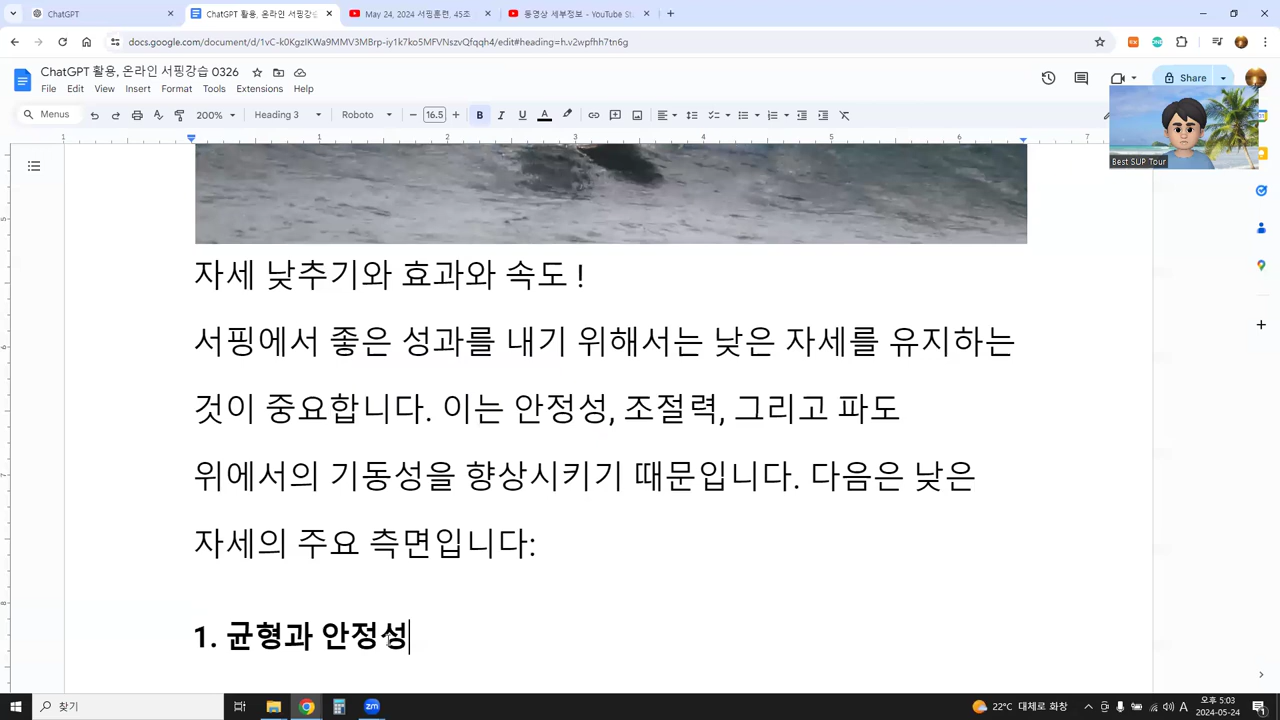 ChatGPT
ChatGPT 활용, 온라인 서핑강습
May 24, 2024 서핑훈련, 45조
동영상 세부정보 - YouTube St
docs.google.com/document/d/1vC-k0KgzIKWa9MMV3MBrp-iy1k7ko5MFVNszvQfqqh4/edit#heading=h.v2wpfhh7tn6g
ChatGPT 활용, 온라인 서핑강습 0326
File Edit View Insert Format Tools Extensions Help
Share
Menus 200% Heading 3 Roboto 16.5 B I U A
1 1 2 3 4 5 6 7
Best SUP Tour
자세 낮추기와 효과와 속도 !
서핑에서 좋은 성과를 내기 위해서는 낮은 자세를 유지하는
것이 중요합니다. 이는 안정성, 조절력, 그리고 파도
위에서의 기동성을 향상시키기 때문입니다. 다음은 낮은
자세의 주요 측면입니다:
1. 균형과 안정성
찾기
22°C 대체로 화창
A
오후 5:03
2024-05-24